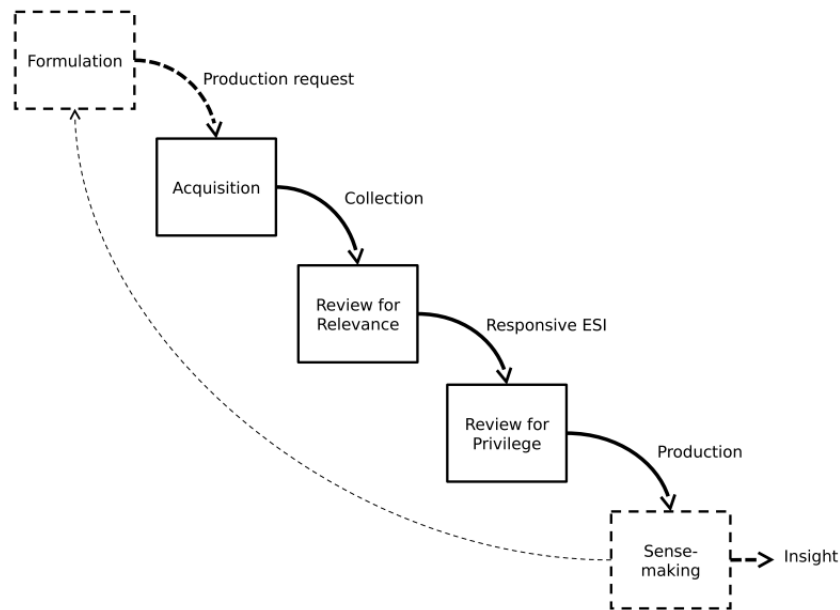 Formulation
Production request
Acquisition
Collection
Review for
Relevance
Responsive ESI
Review for
Privilege
Production
Sense-
making
Insight